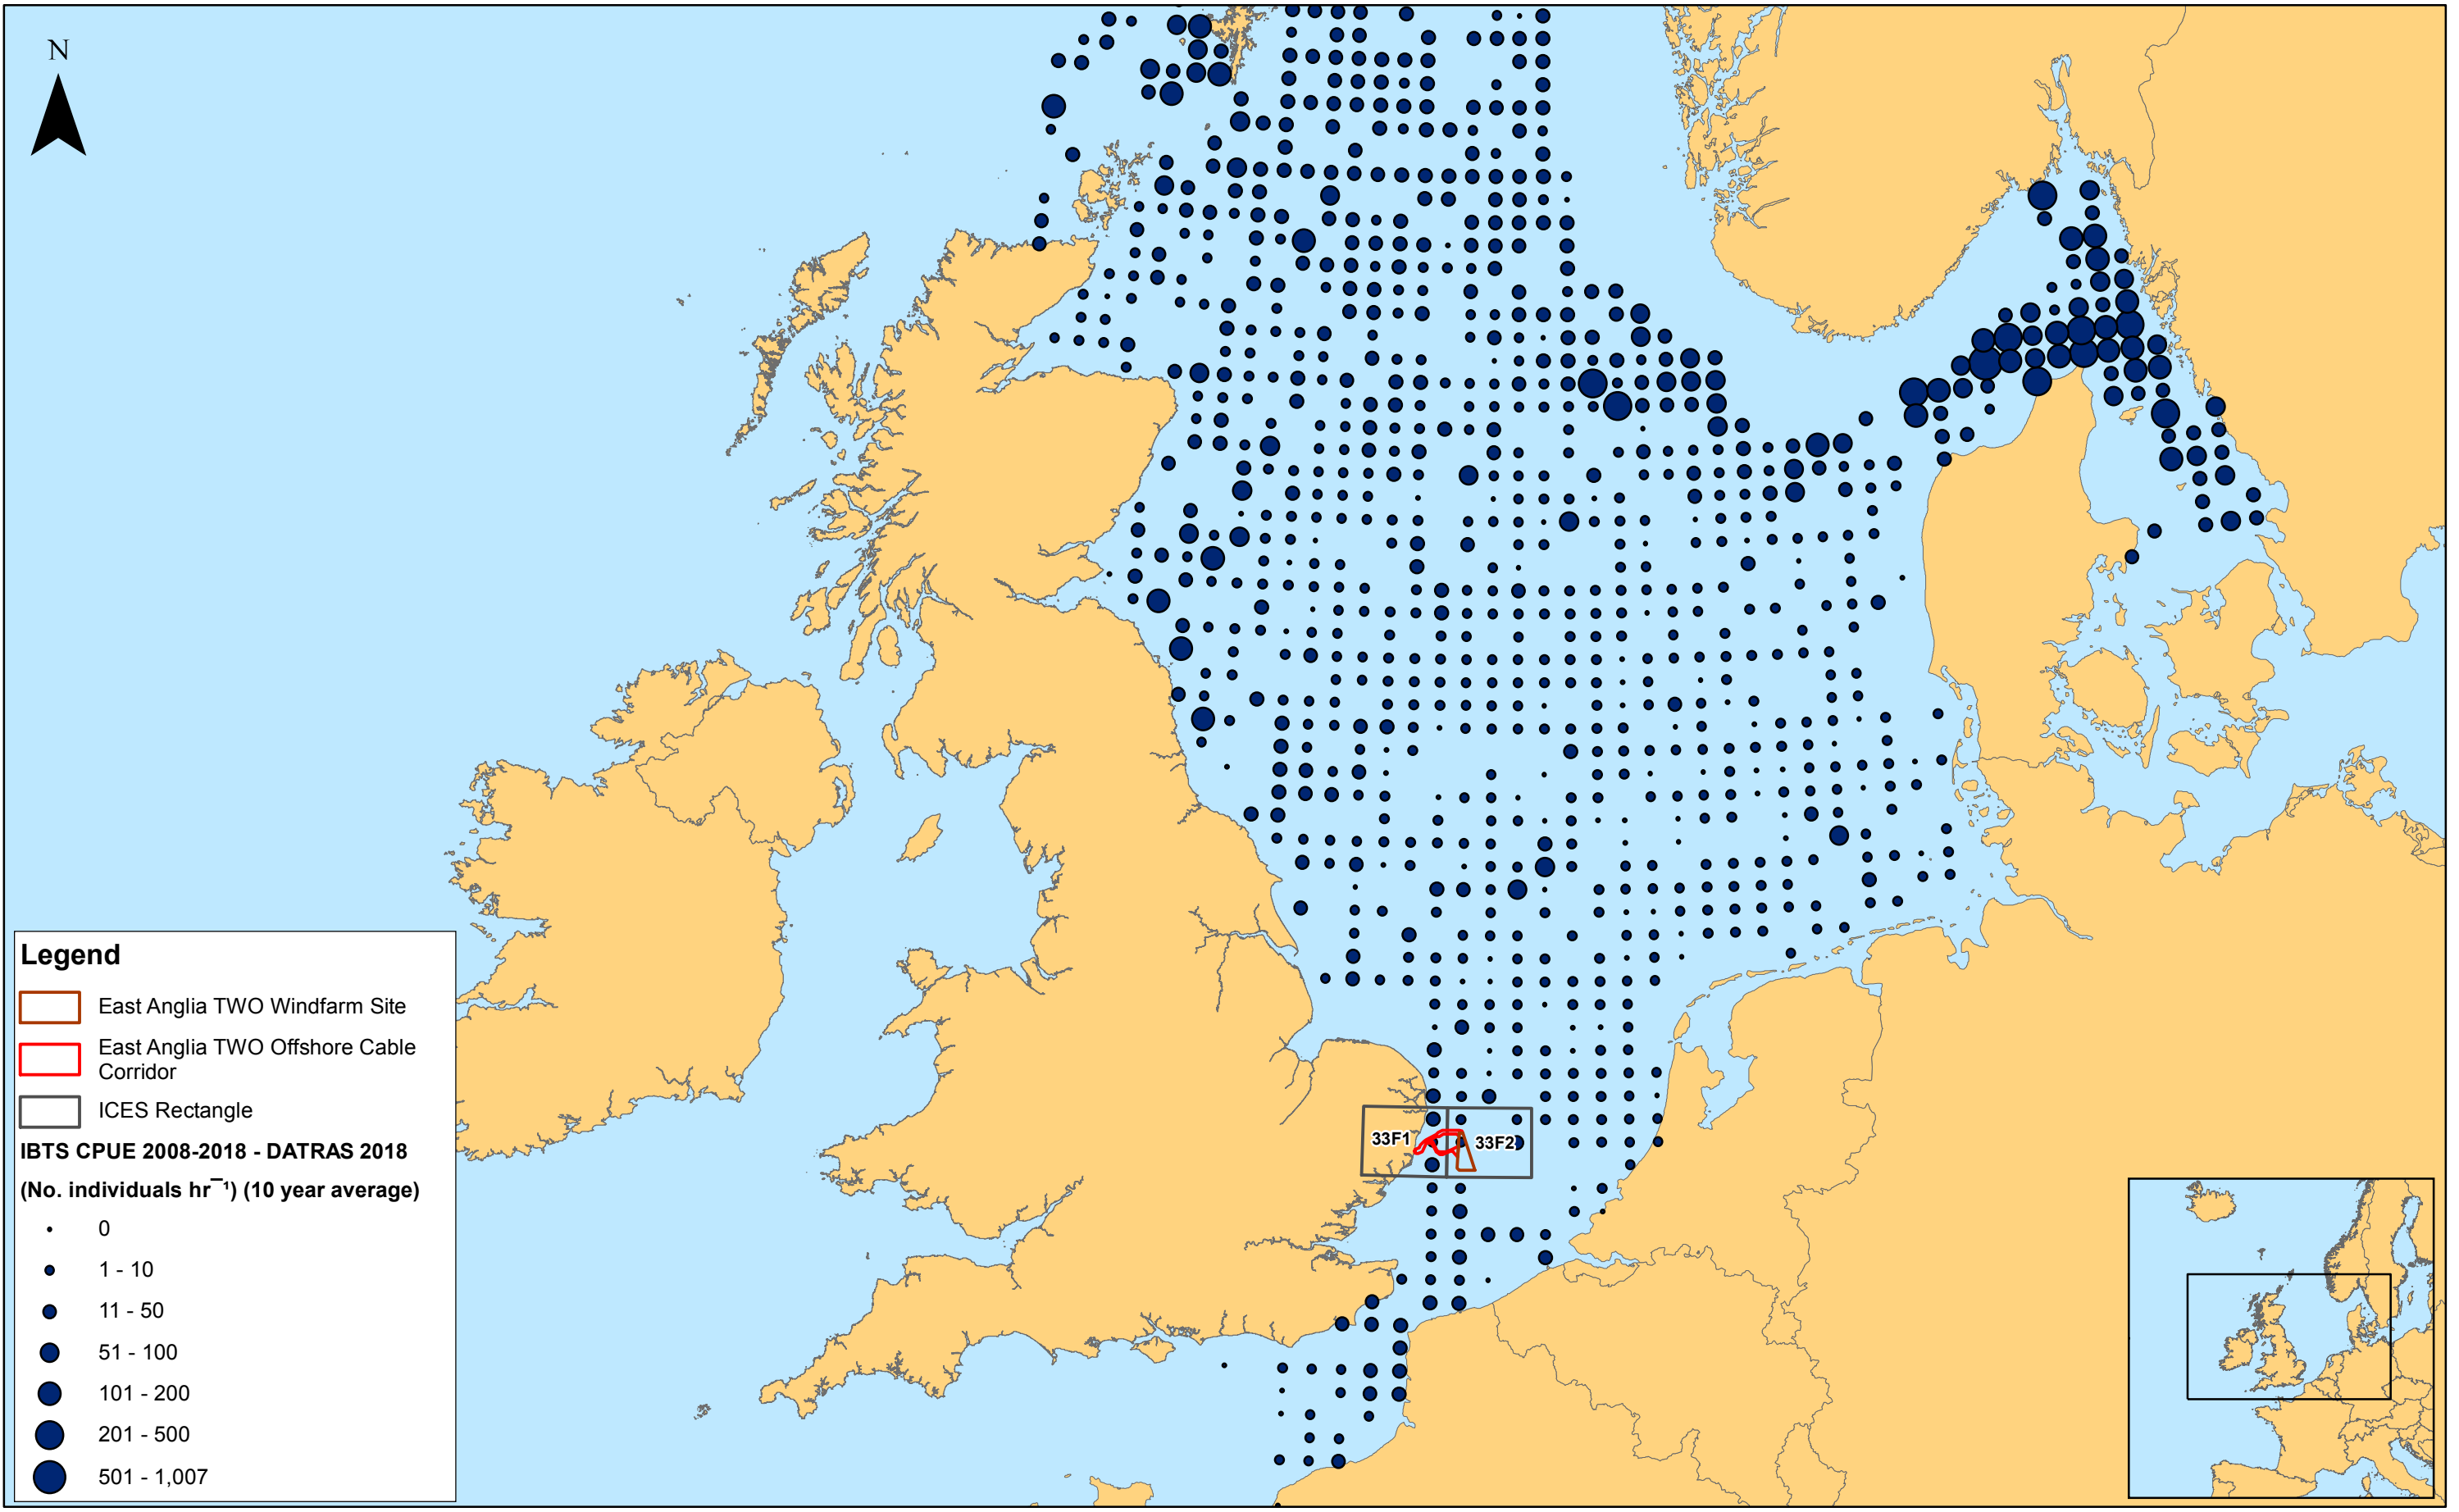 N
33F1
33F2
Legend
East Anglia TWO Windfarm Site
East Anglia TWO Offshore Cable
Corridor
ICES Rectangle
IBTS CPUE 2008-2018 - DATRAS 2018
(No. individuals hr⁻¹) (10 year average)
0
1 - 10
11 - 50
51 - 100
101 - 200
201 - 500
501 - 1,007